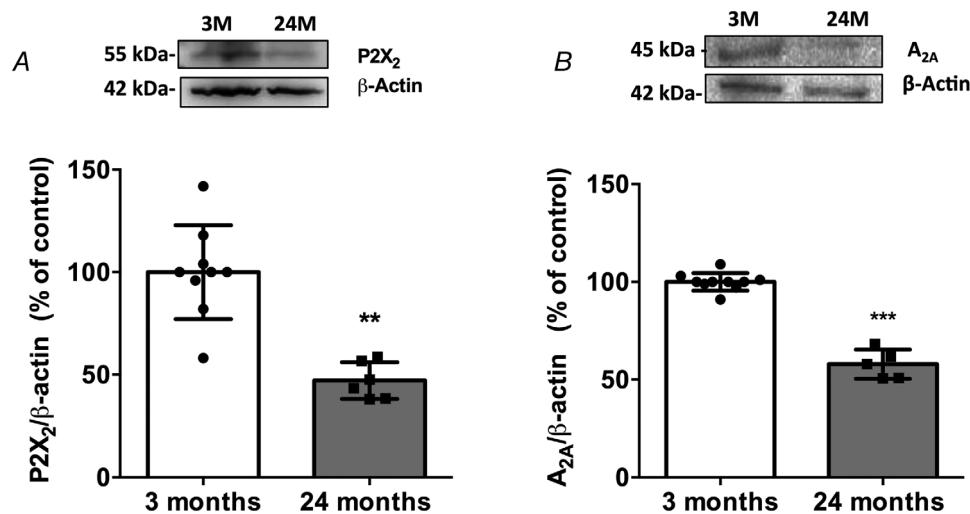 A
3M 24M
55 kDa- P2X2
42 kDa- β-Actin
P2X2/β-actin (% of control)
150
100
50
0
**
3 months 24 months
B
3M 24M
45 kDa - A2A
42 kDa- β-Actin
A2A/β-actin (% of control)
150
100
50
0
***
3 months 24 months